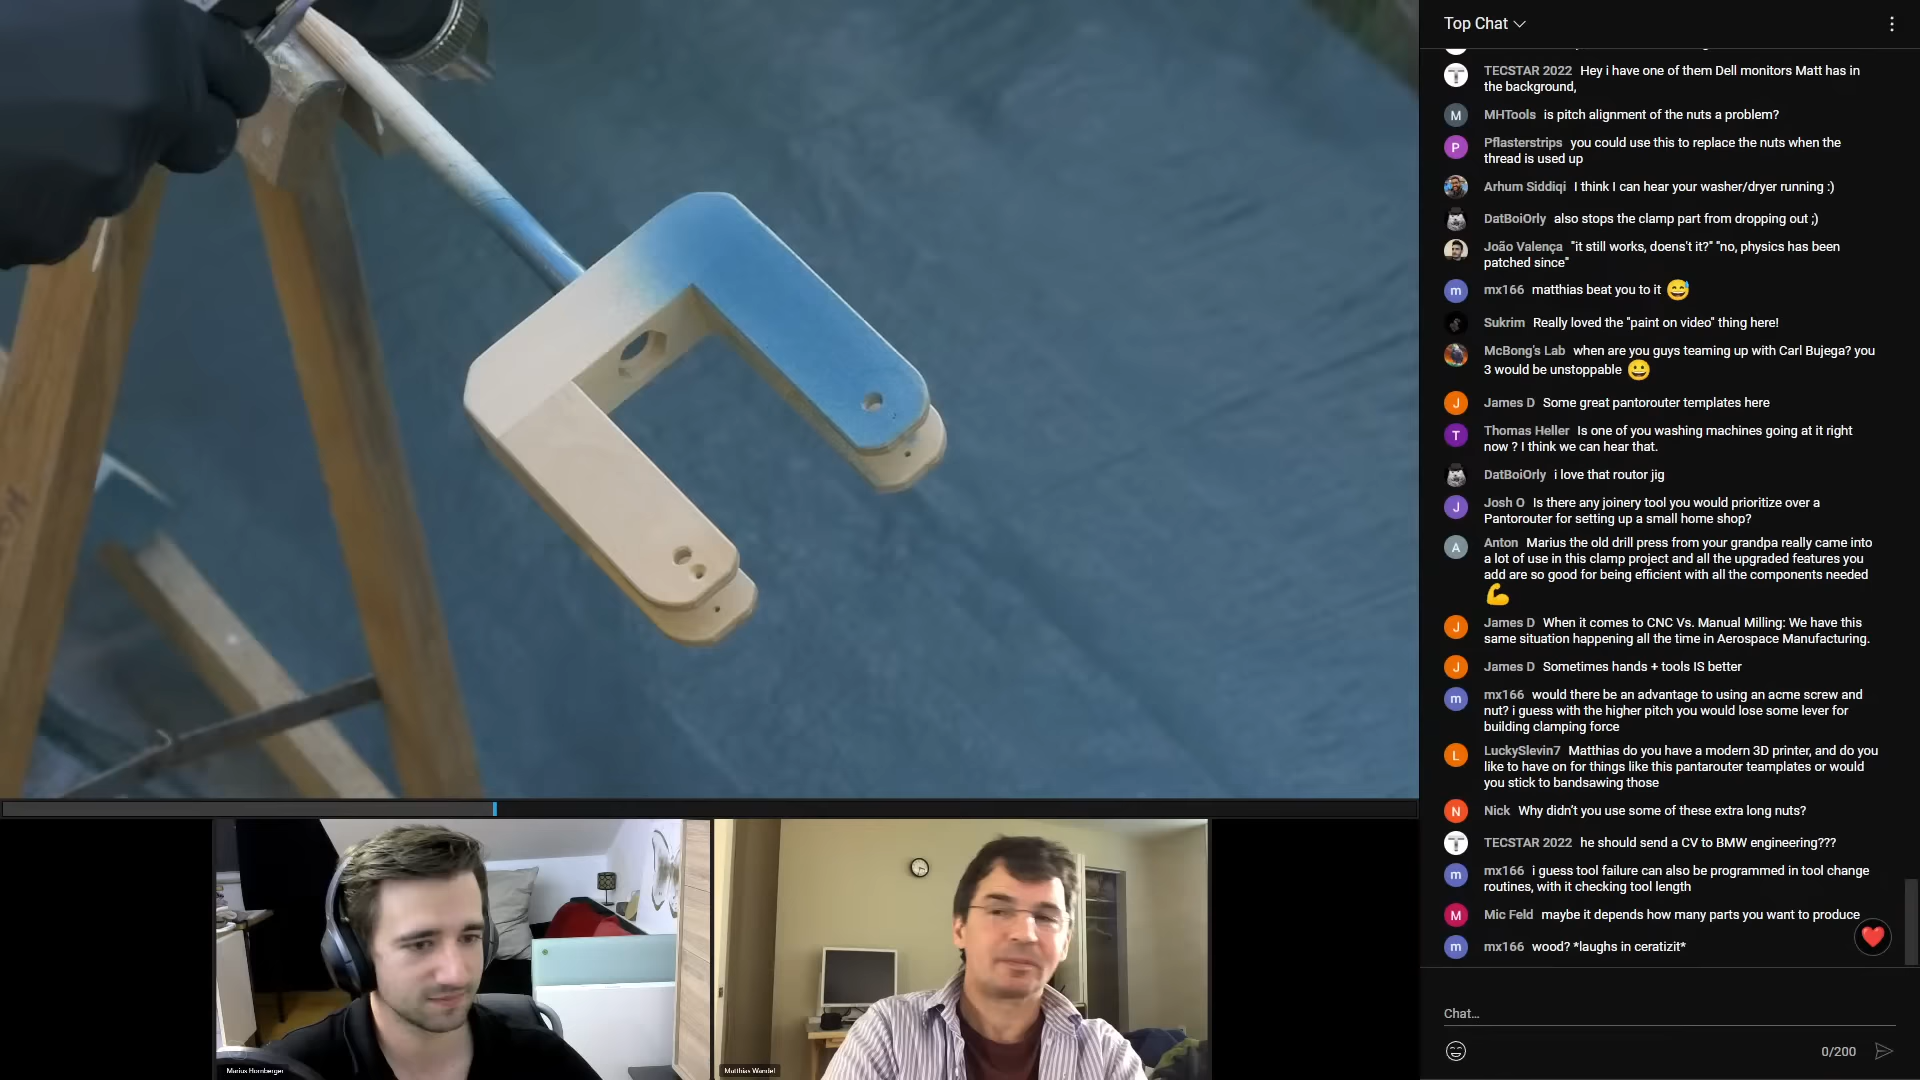 Top Chat
TECSTAR 2022 Hey i have one of them Dell monitors Matt has in
the background,
MHTools is pitch alignment of the nuts a problem?
Pflasterstrips you could use this to replace the nuts when the
thread is used up
Arhum Siddiqi I think I can hear your washer/dryer running :)
DatBoiOrly also stops the clamp part from dropping out ;)
João Valença "it still works, doens't it?" "no, physics has been
patched since"
mx166 matthias beat you to it 😅
Sukrim Really loved the "paint on video" thing here!
McBong's Lab when are you guys teaming up with Carl Bujega? you
3 would be unstoppable 😀
James D Some great pantorouter templates here
Thomas Heller Is one of you washing machines going at it right
now ? I think we can hear that.
DatBoiOrly i love that routor jig
Josh O Is there any joinery tool you would prioritize over a
Pantorouter for setting up a small home shop?
Anton Marius the old drill press from your grandpa really came into
a lot of use in this clamp project and all the upgraded features you
add are so good for being efficient with all the components needed
💪
James D When it comes to CNC Vs. Manual Milling: We have this
same situation happening all the time in Aerospace Manufacturing.
James D Sometimes hands + tools IS better
mx166 would there be an advantage to using an acme screw and
nut? i guess with the higher pitch you would lose some lever for
building clamping force
LuckySlevin7 Matthias do you have a modern 3D printer, and do you
like to have on for things like this pantarouter teamplates or would
you stick to bandsawing those
Nick Why didn't you use some of these extra long nuts?
TECSTAR 2022 he should send a CV to BMW engineering???
mx166 i guess tool failure can also be programmed in tool change
routines, with it checking tool length
Mic Feld maybe it depends how many parts you want to produce
mx166 wood? *laughs in ceratizit*
Chat...
0/200
Marius Hornberger
Matthias Wandel